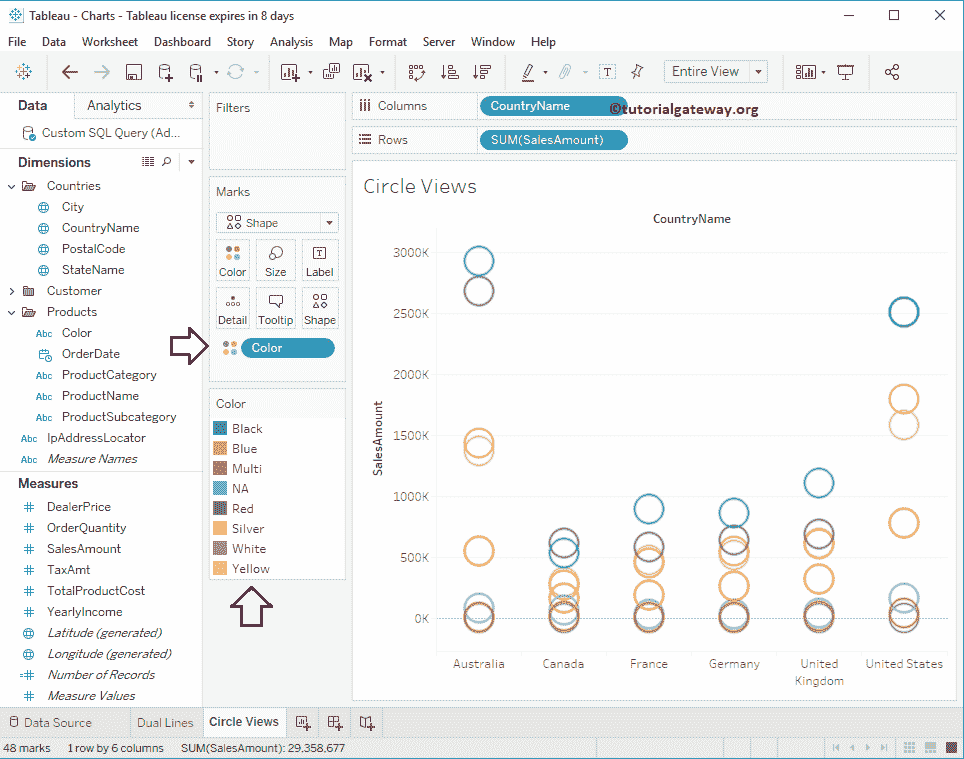 Tableau - Charts - Tableau license expires in 8 days
File Data Worksheet Dashboard Story Analysis Map Format Server Window Help
Entire View
Data Analytics
Custom SQL Query (Ad...
Dimensions
Countries
City
CountryName
PostalCode
StateName
Customer
Products
Abc Color
OrderDate
Abc ProductCategory
Abc ProductName
Abc ProductSubcategory
Abc IpAddressLocator
Abc Measure Names
Measures
# DealerPrice
# OrderQuantity
# SalesAmount
# TaxAmt
# TotalProductCost
# YearlyIncome
Latitude (generated)
Longitude (generated)
=# Number of Records
# Measure Values
Filters
Marks
Shape
Color Size Label
Detail Tooltip Shape
Color
Color
Black
Blue
Multi
NA
Red
Silver
White
Yellow
Columns CountryName
©tutorialgateway.org
Rows SUM(SalesAmount)
Circle Views
CountryName
SalesAmount
3000K
2500K
2000K
1500K
1000K
500K
0K
Australia Canada France Germany United Kingdom United States
Data Source Dual Lines Circle Views
48 marks 1 row by 6 columns SUM(SalesAmount): 29,358,677